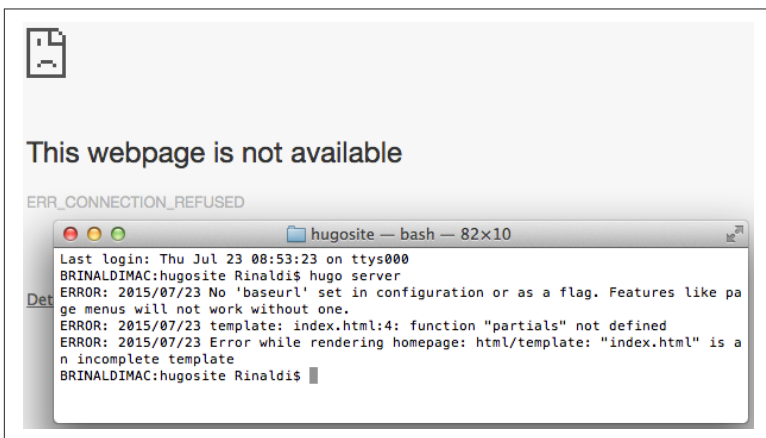 This webpage is not available
ERR_CONNECTION_REFUSED
Det
hugosite — bash — 82×10
Last login: Thu Jul 23 08:53:23 on ttys000
BRINALDIMAC:hugosite Rinaldi$ hugo server
ERROR: 2015/07/23 No 'baseurl' set in configuration or as a flag. Features like pa
ge menus will not work without one.
ERROR: 2015/07/23 template: index.html:4: function "partials" not defined
ERROR: 2015/07/23 Error while rendering homepage: html/template: "index.html" is a
n incomplete template
BRINALDIMAC:hugosite Rinaldi$